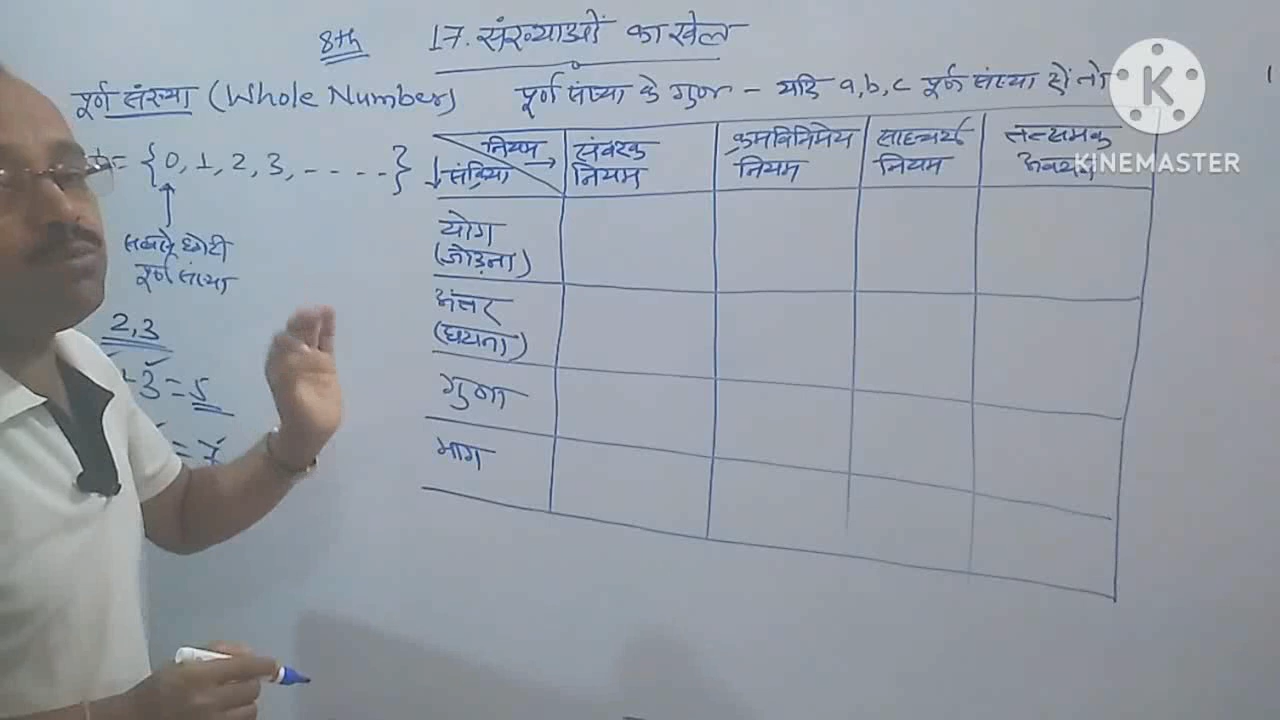 8th 17. संख्याओं का खेल
पूर्ण संख्या (Whole Number)
पूर्ण संख्या के गुण – यदि a, b, c पूर्ण संख्या हों तो
= {0, 1, 2, 3, - - - -}
सबसे छोटी
पूर्ण संख्या
2, 3
+ 3 = 5
= 7
नियम →
↓ संक्रिया
संवरक
नियम
क्रमविनिमेय
नियम
साहचर्य
नियम
तत्समक
अवयव
योग
(जोड़ना)
अंतर
(घटाना)
गुणा
भाग
K
KINEMASTER